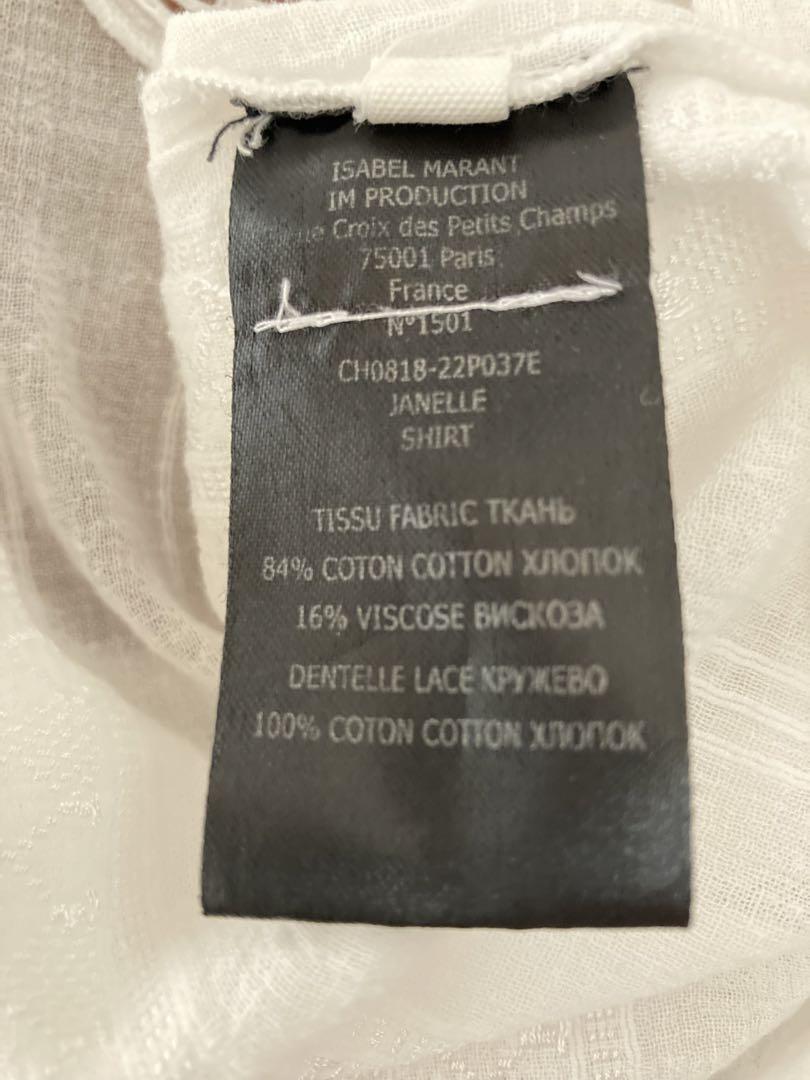 ISABEL MARANT
IM PRODUCTION
Croix des Petits Champs
75001 Paris
France
N°1501
CH0818-22P037E
JANELLE
SHIRT
TISSU FABRIC ТКАНЬ
84% COTON COTTON ХЛОПОК
16% VISCOSE ВИСКОЗА
DENTELLE LACE КРУЖЕВО
100% COTON COTTON ХЛОПОК